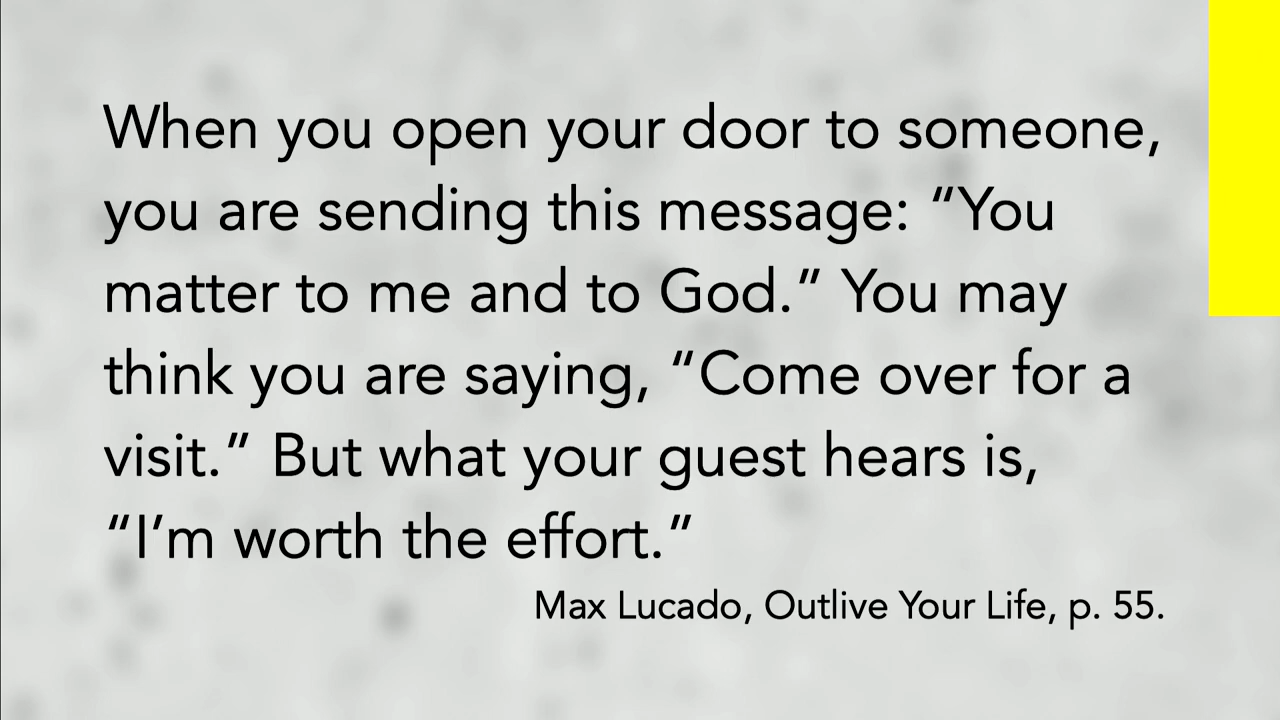 When you open your door to someone,
you are sending this message: “You
matter to me and to God.” You may
think you are saying, “Come over for a
visit.” But what your guest hears is,
“I’m worth the effort.”
Max Lucado, Outlive Your Life, p. 55.